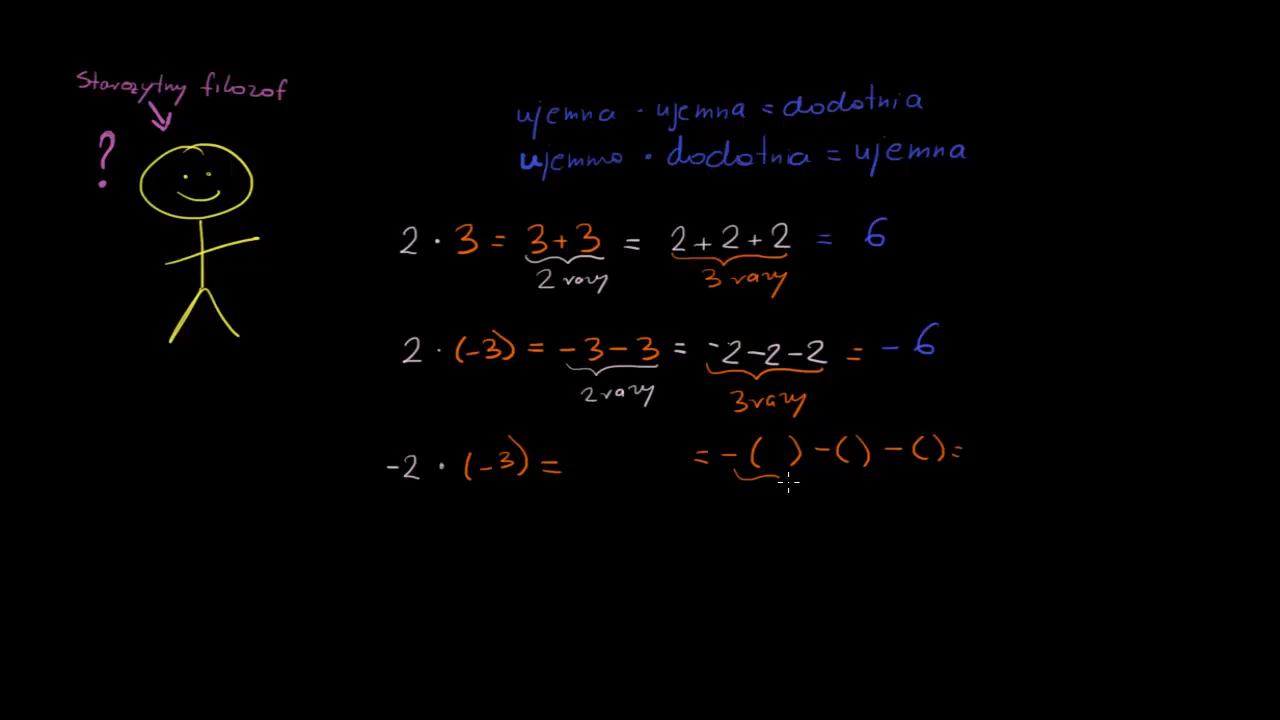 Starożytny filozof
?
ujemna · ujemna = dodatnia
ujemna · dodatnia = ujemna
2 · 3 = 3 + 3 = 2 + 2 + 2 = 6
2 razy 3 razy
2 · (-3) = -3 - 3 = -2 - 2 - 2 = - 6
2 razy 3 razy
-2 · (-3) = = - ( ) - ( ) - ( ) =